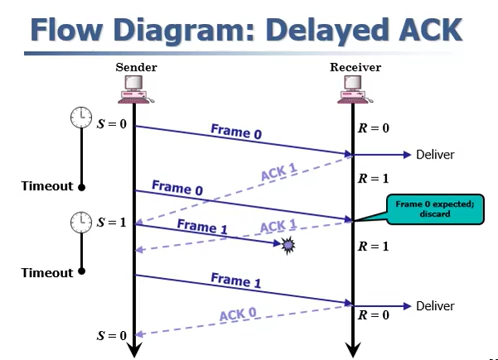 Flow Diagram: Delayed ACK
Sender
Receiver
S = 0
Frame 0
R = 0
Deliver
ACK 1
R = 1
Timeout
Frame 0
Frame 0 expected;
discard
S = 1
Frame 1
ACK 1
R = 1
Timeout
Frame 1
Deliver
ACK 0
R = 0
S = 0